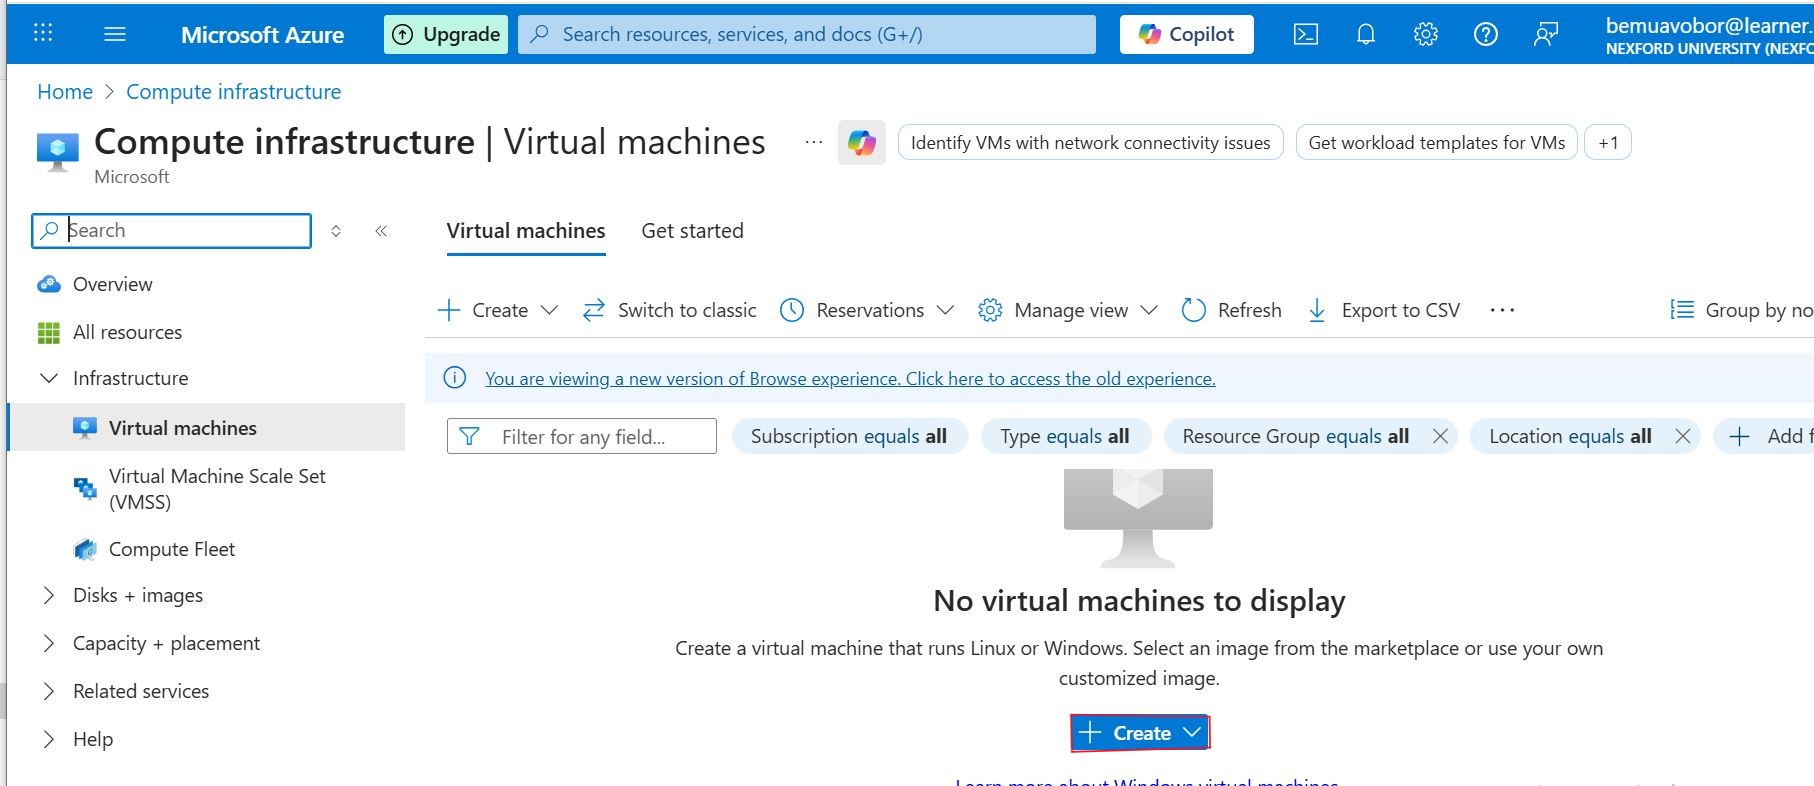 Microsoft Azure
Upgrade
Search resources, services, and docs (G+/)
Copilot
bemuavobor@learner.
NEXFORD UNIVERSITY (NEXFO
Home > Compute infrastructure
Compute infrastructure | Virtual machines
...
Identify VMs with network connectivity issues
Get workload templates for VMs
+1
Microsoft
Search
Overview
All resources
Infrastructure
Virtual machines
Virtual Machine Scale Set
(VMSS)
Compute Fleet
Disks + images
Capacity + placement
Related services
Help
Virtual machines
Get started
Create
Switch to classic
Reservations
Manage view
Refresh
Export to CSV
...
Group by no
You are viewing a new version of Browse experience. Click here to access the old experience.
Filter for any field...
Subscription equals all
Type equals all
Resource Group equals all
Location equals all
Add f
No virtual machines to display
Create a virtual machine that runs Linux or Windows. Select an image from the marketplace or use your own
customized image.
+ Create
Learn more about Windows virtual machines